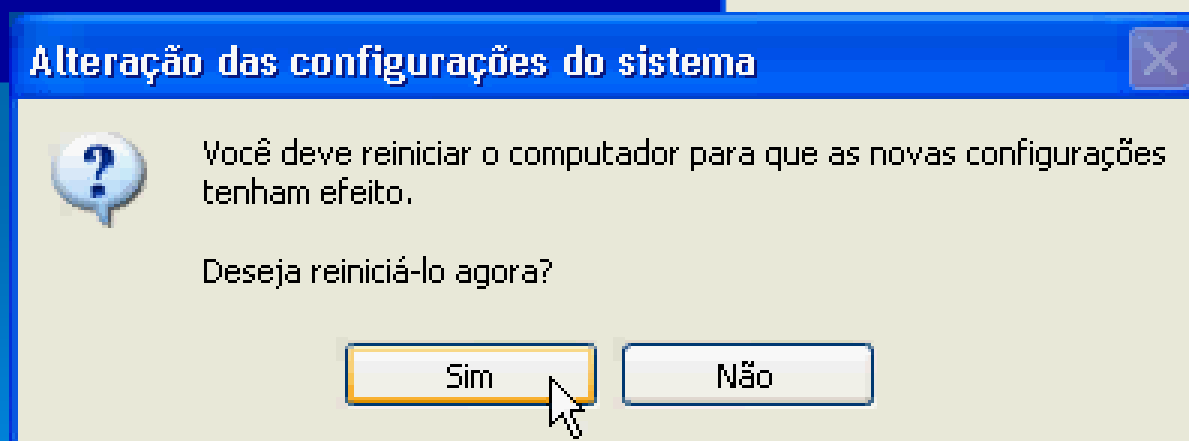 Alteração das configurações do sistema
Você deve reiniciar o computador para que as novas configurações
tenham efeito.
Deseja reiniciá-lo agora?
Sim
Não